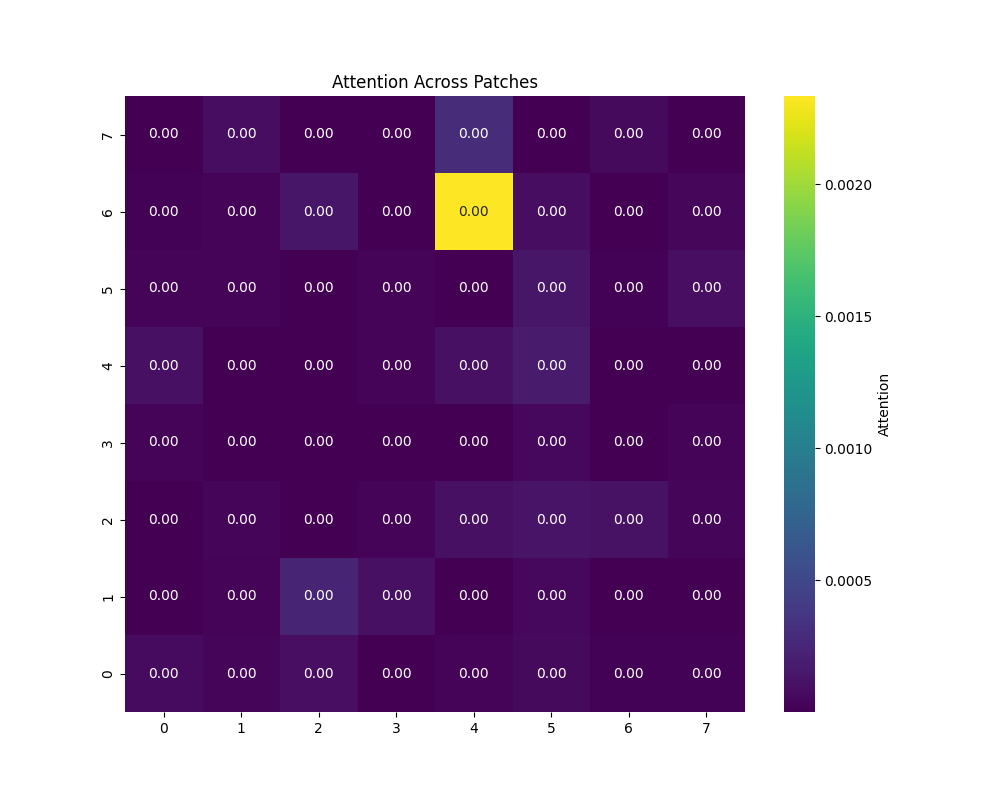 Attention Across Patches
7 0.00 0.00 0.00 0.00 0.00 0.00 0.00 0.00
0.0020
6 0.00 0.00 0.00 0.00 0.00 0.00 0.00 0.00
5 0.00 0.00 0.00 0.00 0.00 0.00 0.00 0.00
0.0015
4 0.00 0.00 0.00 0.00 0.00 0.00 0.00 0.00
Attention
3 0.00 0.00 0.00 0.00 0.00 0.00 0.00 0.00
0.0010
2 0.00 0.00 0.00 0.00 0.00 0.00 0.00 0.00
0.0005
1 0.00 0.00 0.00 0.00 0.00 0.00 0.00 0.00
0 0.00 0.00 0.00 0.00 0.00 0.00 0.00 0.00
0 1 2 3 4 5 6 7